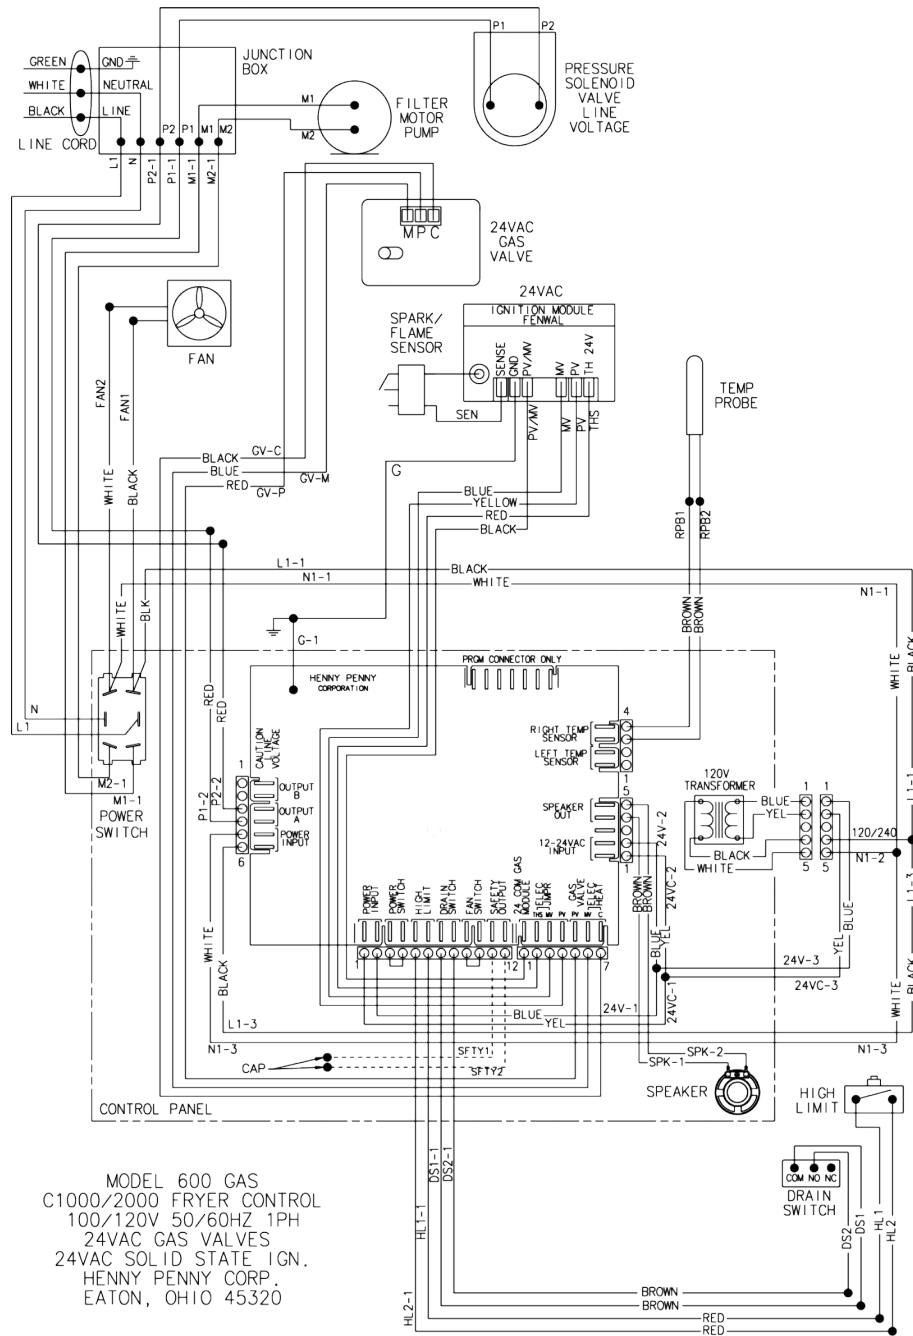 P1
P2
GREEN
GND
JUNCTION
BOX
WHITE
NEUTRAL
BLACK
LINE
LINE CORD
P2
P1
M1
M2
L1
N
P2-1
P1-1
M1-1
M2-1
M1
M2
FILTER
MOTOR
PUMP
PRESSURE
SOLENOID
VALVE
LINE
VOLTAGE
M P C
24VAC
GAS
VALVE
FAN
FAN2
FAN1
WHITE
BLACK
SPARK/
FLAME
SENSOR
24VAC
IGNITION MODULE
FENWAL
SENSE
GND
PV/MV
MV
PV
TH 24V
SEN
PV/MV
MV
PV
THS
TEMP
PROBE
RPB1
RPB2
BROWN
BROWN
BLACK
GV-C
BLUE
GV-M
RED
GV-P
G
BLUE
YELLOW
RED
BLACK
L1-1
BLACK
N1-1
WHITE
N1-1
WHITE
BLK
G-1
WHITE
BLACK
PRGM CONNECTOR ONLY
HENNY PENNY
CORPORATION
N
L1
M2-1
M1-1
POWER
SWITCH
RED
RED
P1-2
P2-2
1
CAUTION
LINE
VOLTAGE
OUTPUT
B
OUTPUT
A
POWER
INPUT
6
4
RIGHT TEMP
SENSOR
LEFT TEMP
SENSOR
1
5
SPEAKER
OUT
12-24VAC
INPUT
1
24V-2
24VC-2
BROWN
BROWN
120V
TRANSFORMER
BLUE
YEL
BLACK
WHITE
1 1
5 5
120/240
N1-2
L1-1
L1-3
POWER
INPUT
POWER
SWITCH
HIGH
LIMIT
DRAIN
SWITCH
FAN
SWITCH
SAFETY
OUTPUT
24 COM GAS
MODULE
ELEC
JMPR
GAS
VALVE
ELEC
HEAT
THS MV PV PV MV C
1
12
1
7
WHITE
BLACK
BLUE
YEL
YEL
BLUE
24V-3
24VC-3
WHITE
BLACK
BLUE
24V-1
YEL
24VC-1
L1-3
N1-3
N1-3
CAP
SFTY1
SFTY2
SPK-2
SPK-1
SPEAKER
HIGH
LIMIT
CONTROL PANEL
COM NO NC
DRAIN
SWITCH
DS1-1
DS2-1
HL1-1
HL2-1
DS2
DS1
HL1
HL2
BROWN
BROWN
RED
RED
MODEL 600 GAS
C1000/2000 FRYER CONTROL
100/120V 50/60HZ 1PH
24VAC GAS VALVES
24VAC SOLID STATE IGN.
HENNY PENNY CORP.
EATON, OHIO 45320